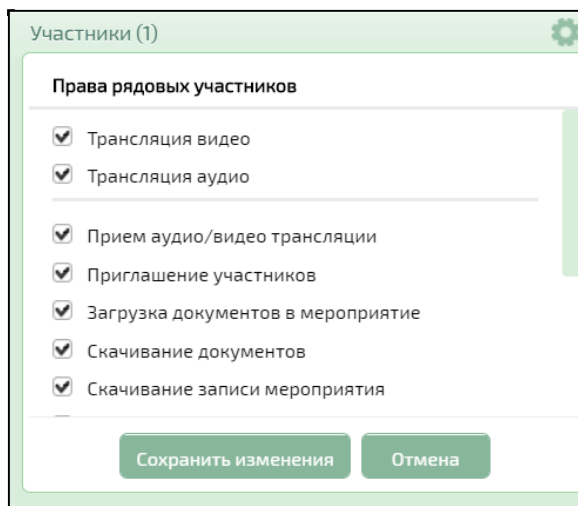 Участники (1)
Права рядовых участников
Трансляция видео
Трансляция аудио
Прием аудио/видео трансляции
Приглашение участников
Загрузка документов в мероприятие
Скачивание документов
Скачивание записи мероприятия
Сохранить изменения
Отмена